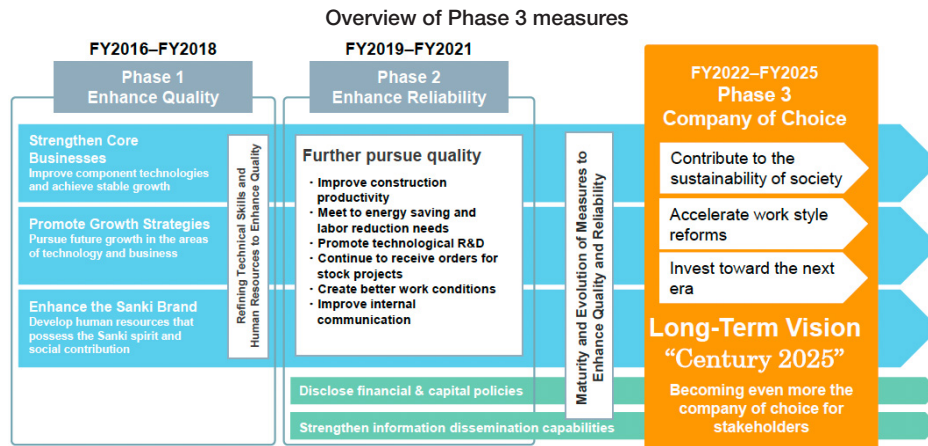 Overview of Phase 3 measures
FY2016–FY2018
Phase 1
Enhance Quality
Strengthen Core
Businesses
Improve component technologies
and achieve stable growth
Promote Growth Strategies
Pursue future growth in the areas
of technology and business
Enhance the Sanki Brand
Develop human resources that
possess the Sanki spirit and
social contribution
Refining Technical Skills and
Human Resources to Enhance Quality
FY2019–FY2021
Phase 2
Enhance Reliability
Further pursue quality
· Improve construction
productivity
· Meet to energy saving and
labor reduction needs
· Promote technological R&D
· Continue to receive orders for
stock projects
· Create better work conditions
· Improve internal
communication
Disclose financial & capital policies
Strengthen information dissemination capabilities
Maturity and Evolution of Measures to
Enhance Quality and Reliability
FY2022–FY2025
Phase 3
Company of Choice
Contribute to the
sustainability of society
Accelerate work style
reforms
Invest toward the next
era
Long-Term Vision
“Century 2025”
Becoming even more the
company of choice for
stakeholders